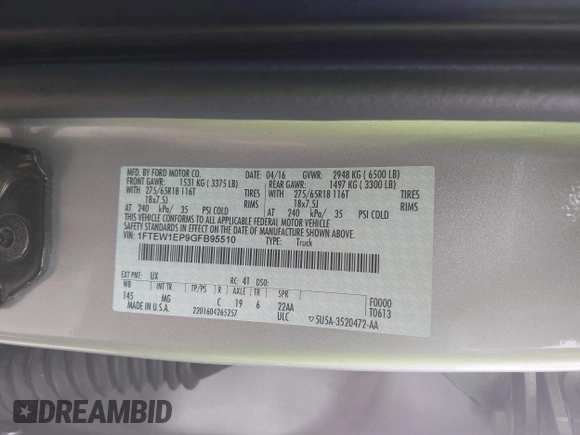 MFD. BY FORD MOTOR CO.
DATE: 04/16 GVWR: 2948 KG ( 6500 LB)
FRONT GAWR: 1531 KG ( 3375 LB) REAR GAWR: 1497 KG ( 3300 LB)
WITH 275/65R18 116T TIRES WITH 275/65R18 116T TIRES
18x7.5J RIMS 18x7.5J RIMS
AT 240 kPa/ 35 PSI COLD AT 240 kPa/ 35 PSI COLD
THIS VEHICLE CONFORMS TO ALL APPLICABLE FEDERAL MOTOR VEHICLE
SAFETY STANDARDS IN EFFECT ON THE DATE OF MANUFACTURE SHOWN ABOVE.
VIN: 1FTEW1EP9GFB95510 TYPE: Truck
EXT PNT: UX RC: 41 DSO:
WB INT TR TP/PS R AXLE TR SPR
145 MG C 19 6 22AA F0000
MADE IN U.S.A. 2201604265257 ULC T0613
▽5U5A-3520472-AA
DREAMBID